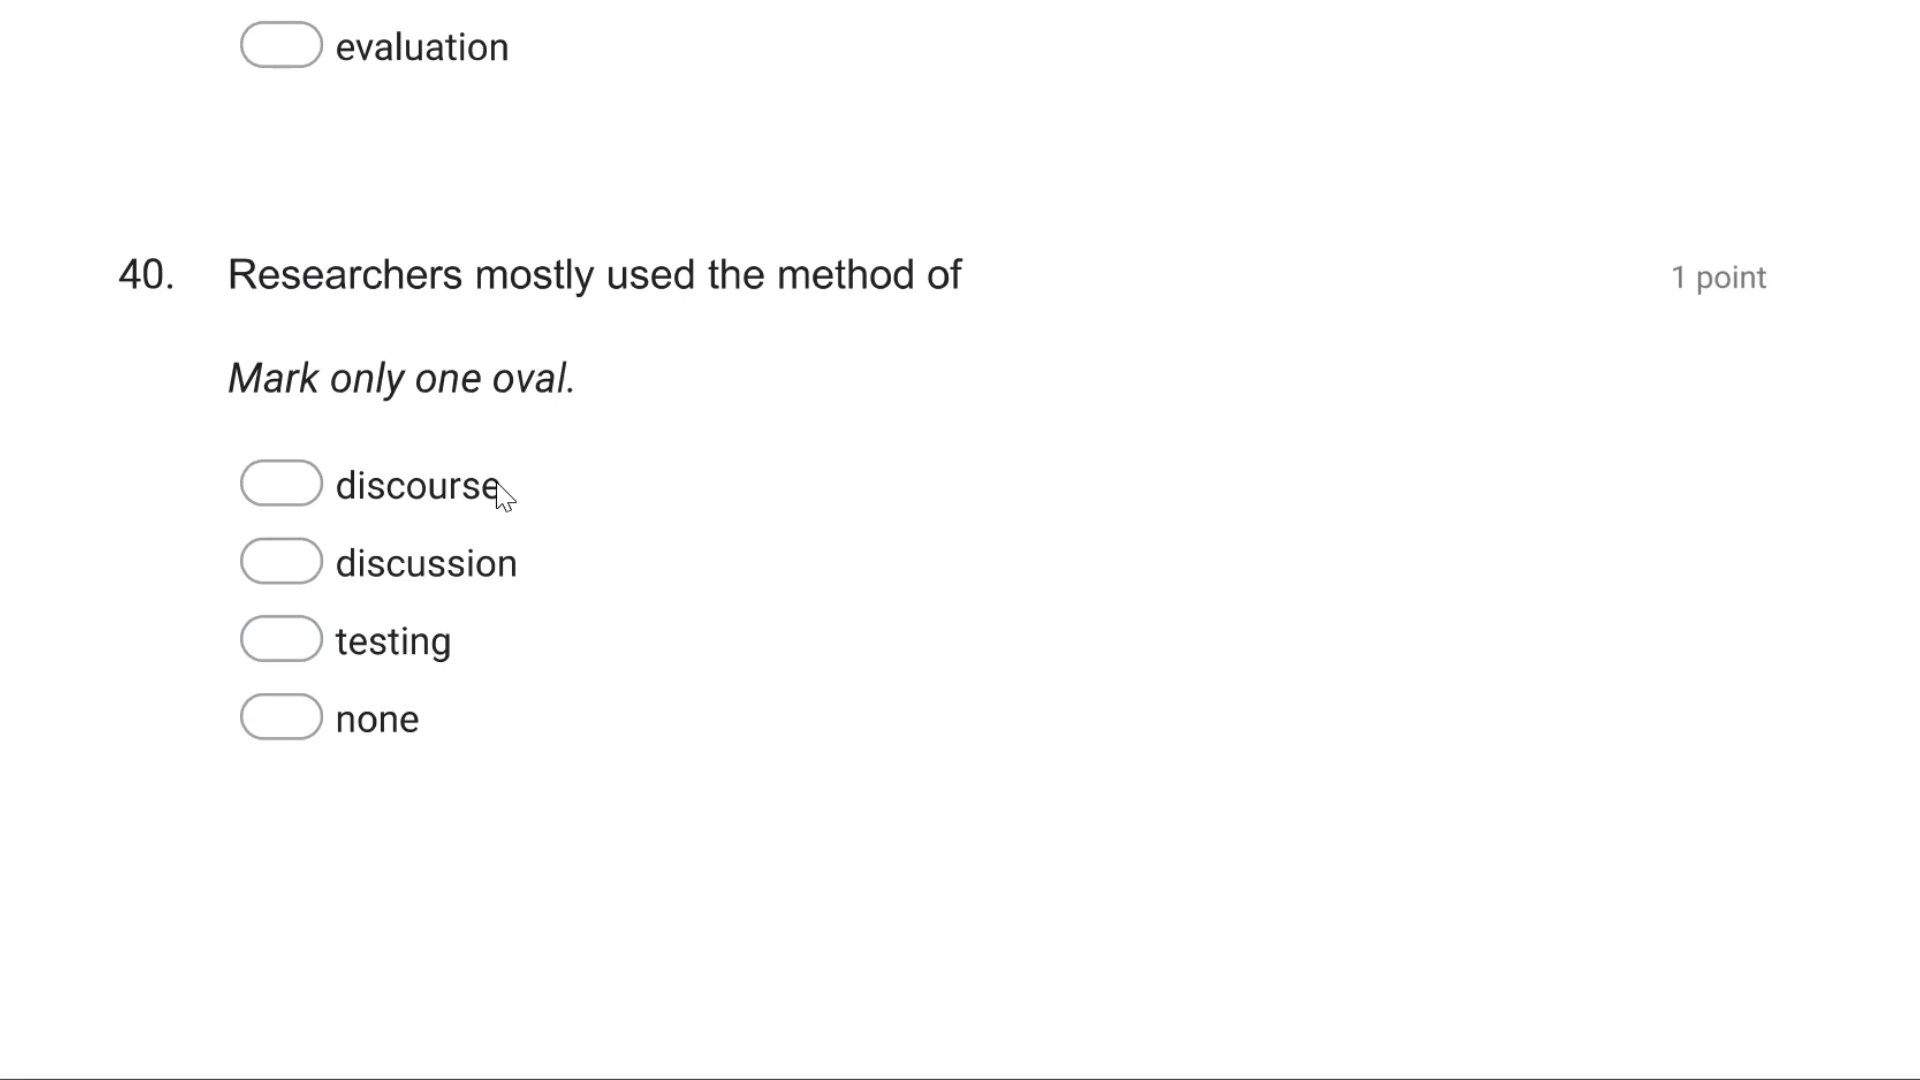 evaluation
40. Researchers mostly used the method of 1 point
Mark only one oval.
discourse
discussion
testing
none